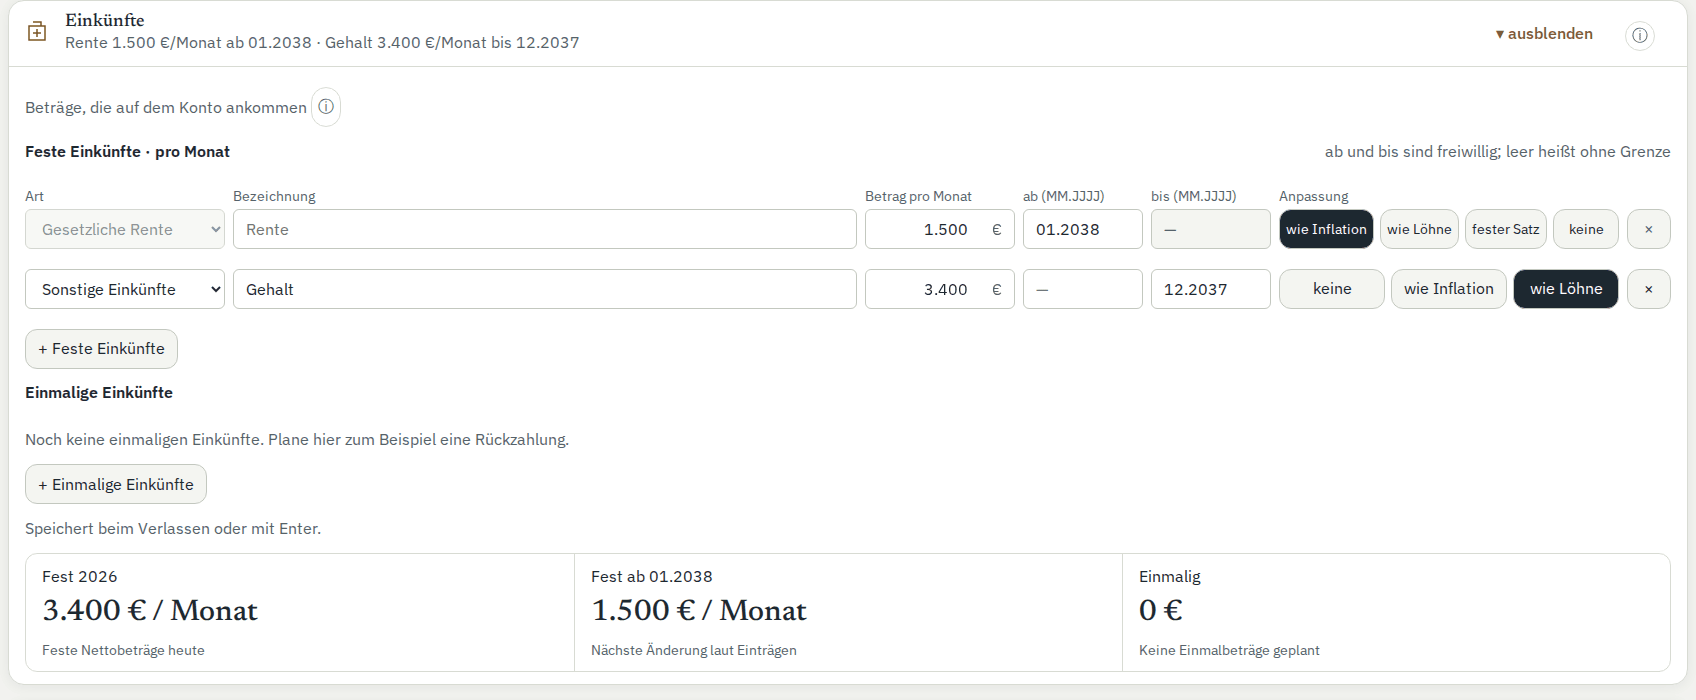 Einkünfte
Rente 1.500 €/Monat ab 01.2038 · Gehalt 3.400 €/Monat bis 12.2037
▾ ausblenden ⓘ
Beträge, die auf dem Konto ankommen ⓘ
Feste Einkünfte · pro Monat ab und bis sind freiwillig; leer heißt ohne Grenze
Art Bezeichnung Betrag pro Monat ab (MM.JJJJ) bis (MM.JJJJ) Anpassung
Gesetzliche Rente Rente 1.500 € 01.2038 — wie Inflation wie Löhne fester Satz keine ×
Sonstige Einkünfte Gehalt 3.400 € — 12.2037 keine wie Inflation wie Löhne ×
+ Feste Einkünfte
Einmalige Einkünfte
Noch keine einmaligen Einkünfte. Plane hier zum Beispiel eine Rückzahlung.
+ Einmalige Einkünfte
Speichert beim Verlassen oder mit Enter.
Fest 2026
3.400 € / Monat
Feste Nettobeträge heute
Fest ab 01.2038
1.500 € / Monat
Nächste Änderung laut Einträgen
Einmalig
0 €
Keine Einmalbeträge geplant